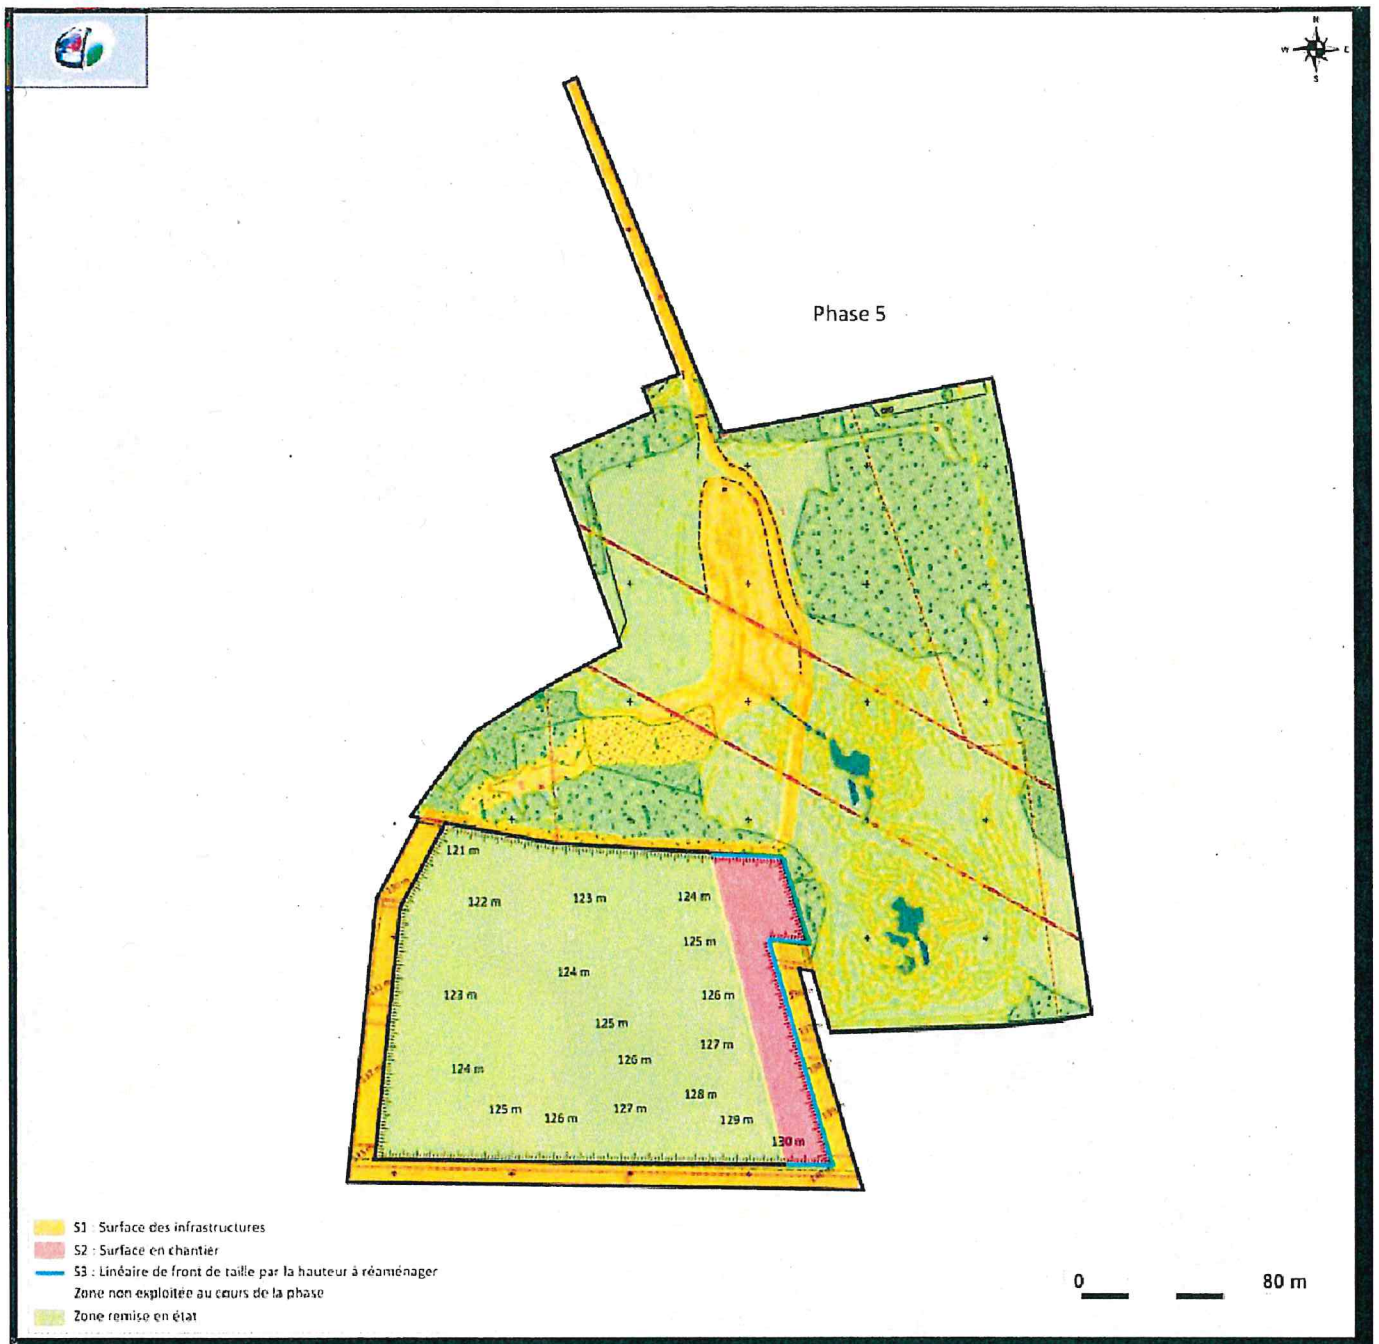 N
W E
S
Phase 5
121 m
122 m
123 m
124 m
125 m
124 m
123 m
126 m
125 m
127 m
126 m
124 m
128 m
125 m
126 m
127 m
129 m
130 m
S1 : Surface des infrastructures
S2 : Surface en chantier
S3 : Linéaire de front de taille par la hauteur à réaménager
Zone non exploitée au cours de la phase
Zone remise en état
0 80 m